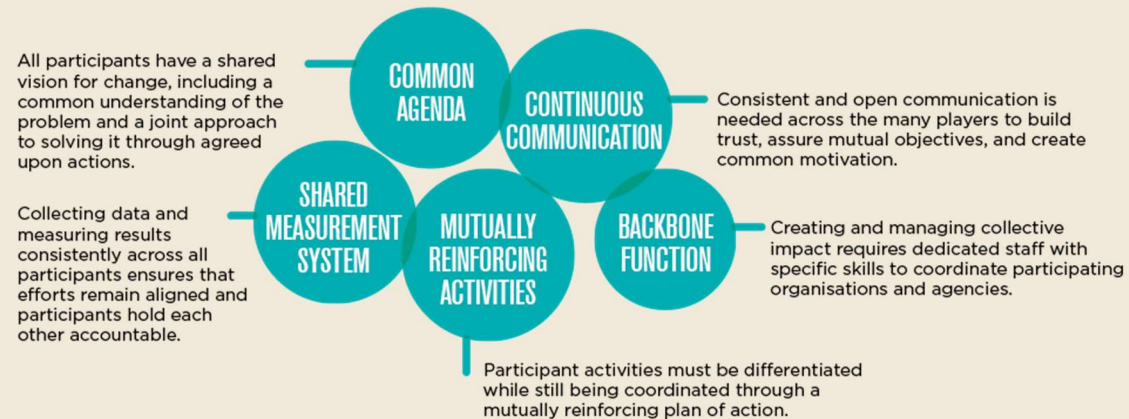 COMMON
AGENDA
All participants have a shared
vision for change, including a
common understanding of the
problem and a joint approach
to solving it through agreed
upon actions.
CONTINUOUS
COMMUNICATION
Consistent and open communication is
needed across the many players to build
trust, assure mutual objectives, and create
common motivation.
SHARED
MEASUREMENT
SYSTEM
Collecting data and
measuring results
consistently across all
participants ensures that
efforts remain aligned and
participants hold each
other accountable.
MUTUALLY
REINFORCING
ACTIVITIES
Participant activities must be differentiated
while still being coordinated through a
mutually reinforcing plan of action.
BACKBONE
FUNCTION
Creating and managing collective
impact requires dedicated staff with
specific skills to coordinate participating
organisations and agencies.